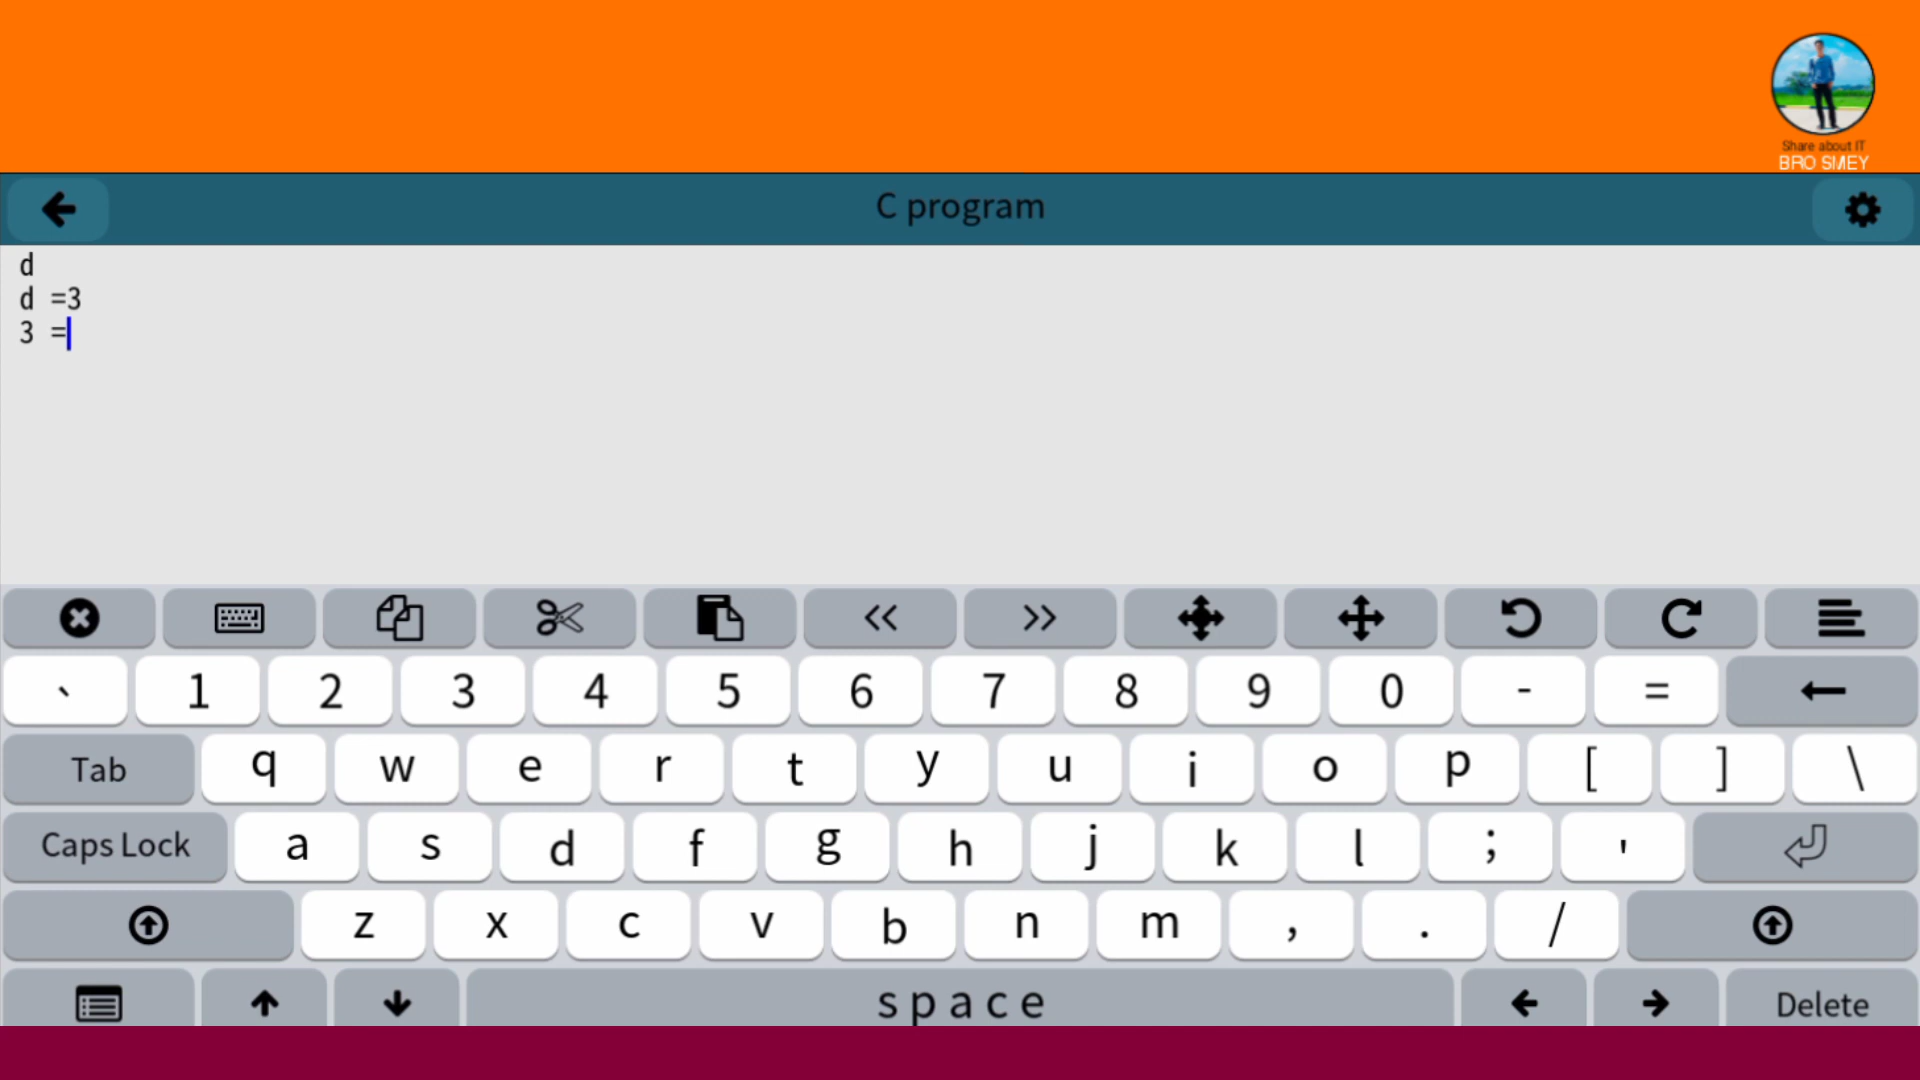 Share about IT
BRO SMEY
C program
d
d =3
3 =
` 1 2 3 4 5 6 7 8 9 0 - =
Tab q w e r t y u i o p [ ] \
Caps Lock a s d f g h j k l ; '
z x c v b n m , . /
space Delete